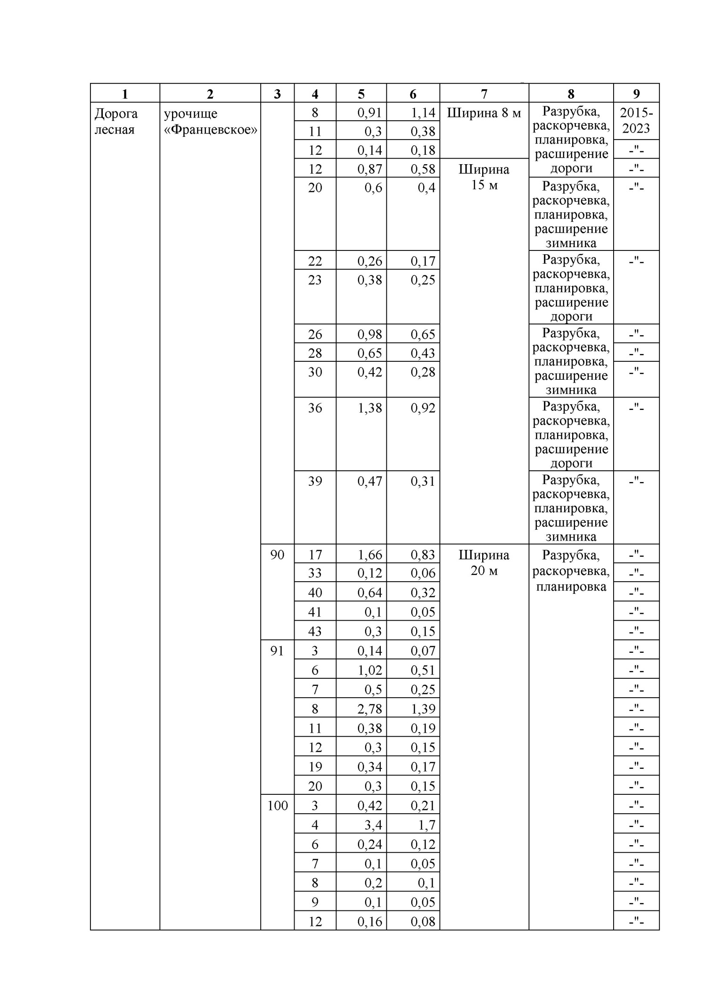 1 2 3 4 5 6 7 8 9
Дорога урочище 8 0,91 1,14 Ширина 8 м Разрубка, 2015-
лесная «Францевское» 11 0,3 0,38 раскорчевка, 2023
12 0,14 0,18 планировка, -"-
расширение
12 0,87 0,58 Ширина дороги -"-
20 0,6 0,4 15 м Разрубка, -"-
раскорчевка,
планировка,
расширение
зимника
22 0,26 0,17 Разрубка, -"-
23 0,38 0,25 раскорчевка,
планировка,
расширение
дороги
26 0,98 0,65 Разрубка, -"-
28 0,65 0,43 раскорчевка, -"-
30 0,42 0,28 планировка, -"-
расширение
зимника
36 1,38 0,92 Разрубка, -"-
раскорчевка,
планировка,
расширение
дороги
39 0,47 0,31 Разрубка, -"-
раскорчевка,
планировка,
расширение
зимника
90 17 1,66 0,83 Ширина Разрубка, -"-
33 0,12 0,06 20 м раскорчевка, -"-
40 0,64 0,32 планировка -"-
41 0,1 0,05 -"-
43 0,3 0,15 -"-
91 3 0,14 0,07 -"-
6 1,02 0,51 -"-
7 0,5 0,25 -"-
8 2,78 1,39 -"-
11 0,38 0,19 -"-
12 0,3 0,15 -"-
19 0,34 0,17 -"-
20 0,3 0,15 -"-
100 3 0,42 0,21 -"-
4 3,4 1,7 -"-
6 0,24 0,12 -"-
7 0,1 0,05 -"-
8 0,2 0,1 -"-
9 0,1 0,05 -"-
12 0,16 0,08 -"-